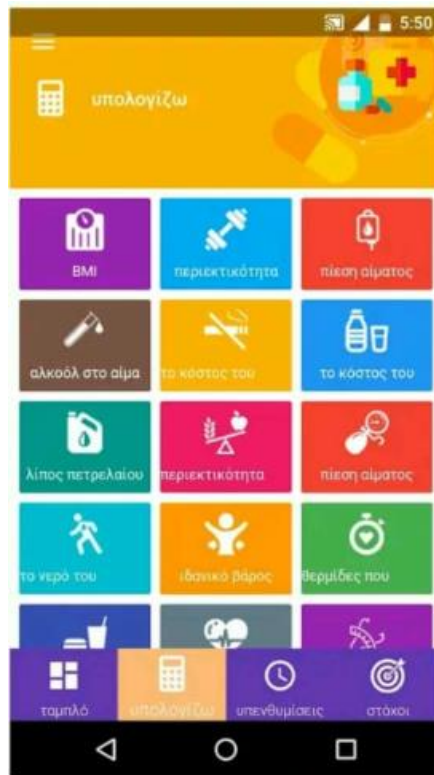 5:50
υπολογίζω
BMI
περιεκτικότητα
πίεση αίματος
αλκοόλ στο αίμα
το κόστος του
το κόστος του
λίπος πετρελαίου
περιεκτικότητα
πίεση αίματος
το νερό του
ιδανικό βάρος
θερμίδες που
ταμπλό
υπολογίζω
υπενθυμίσεις
στόχοι